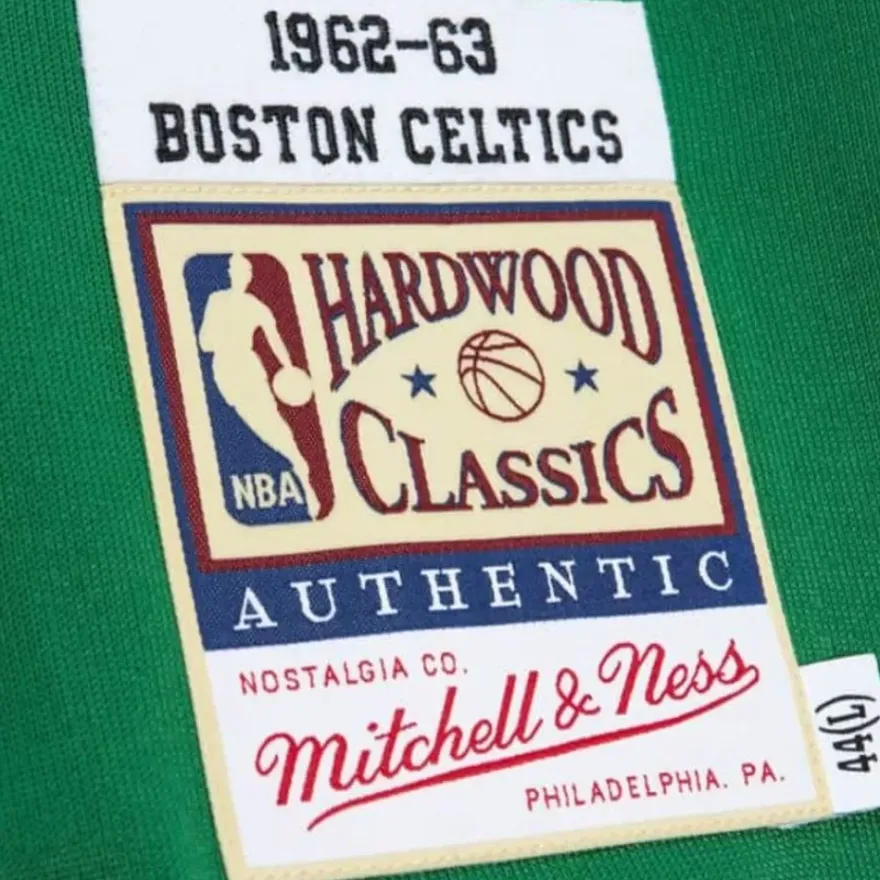 1962-63
BOSTON CELTICS
HARDWOOD
CLASSICS
NBA
AUTHENTIC
NOSTALGIA CO.
Mitchell & Ness
PHILADELPHIA. PA.
44(L)